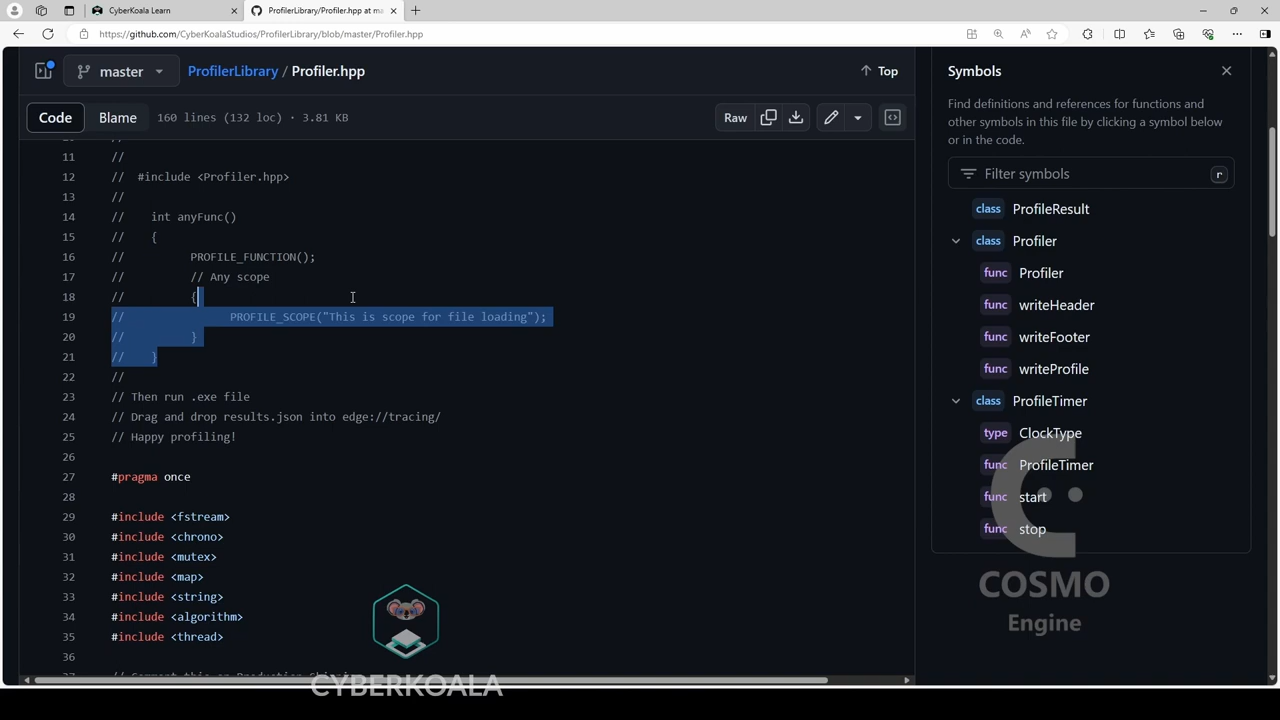 CyberKoala Learn
ProfilerLibrary/Profiler.hpp at ma
https://github.com/CyberKoalaStudios/ProfilerLibrary/blob/master/Profiler.hpp
master
ProfilerLibrary / Profiler.hpp
Top
Code
Blame
160 lines (132 loc) · 3.81 KB
Raw
11 //
12 // #include <Profiler.hpp>
13 //
14 // int anyFunc()
15 // {
16 // PROFILE_FUNCTION();
17 // // Any scope
18 // {
19 // PROFILE_SCOPE("This is scope for file loading");
20 // }
21 // }
22 //
23 // Then run .exe file
24 // Drag and drop results.json into edge://tracing/
25 // Happy profiling!
26
27 #pragma once
28
29 #include <fstream>
30 #include <chrono>
31 #include <mutex>
32 #include <map>
33 #include <string>
34 #include <algorithm>
35 #include <thread>
36
Symbols
Find definitions and references for functions and
other symbols in this file by clicking a symbol below
or in the code.
Filter symbols
r
class ProfileResult
class Profiler
func Profiler
func writeHeader
func writeFooter
func writeProfile
class ProfileTimer
type ClockType
func ProfileTimer
func start
func stop
COSMO
Engine
CYBERKOALA